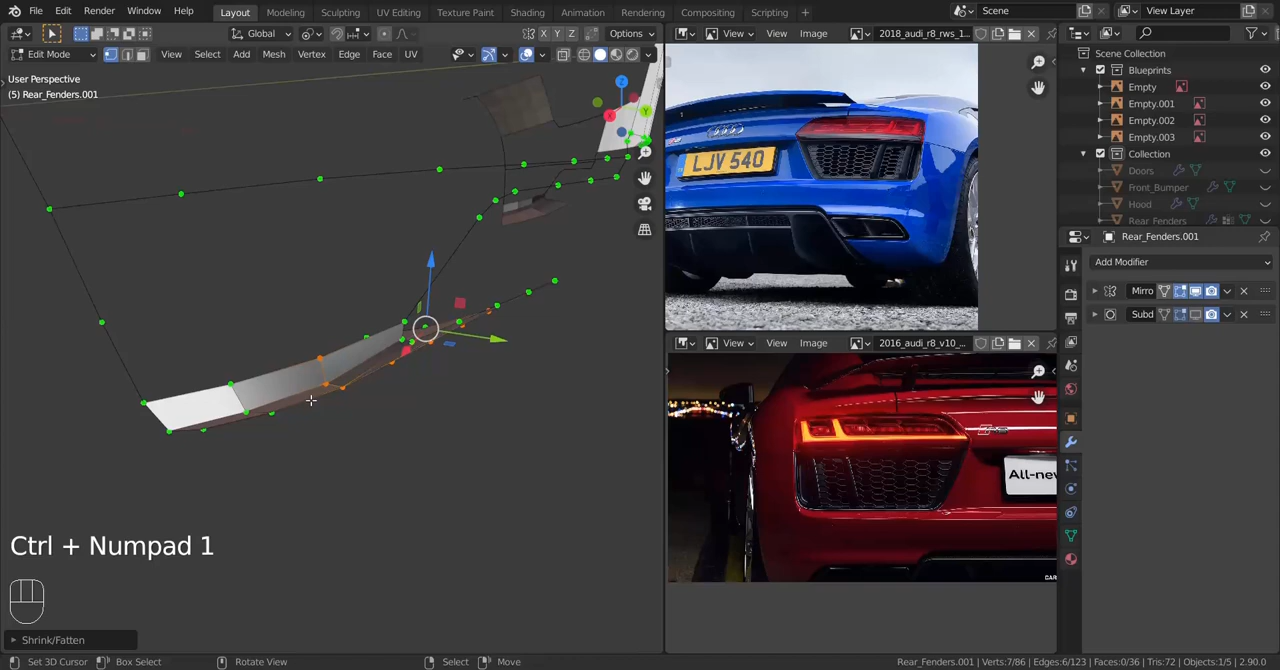 File Edit Render Window Help Layout Modeling Sculpting UV Editing Texture Paint Shading Animation Rendering Compositing Scripting + Scene View Layer
Global Options
Edit Mode View Select Add Mesh Vertex Edge Face UV X Y Z
User Perspective
(5) Rear_Fenders.001
Z
Y
X
View View Image 2018_audi_r8_rws_1...
LJV 540
View View Image 2016_audi_r8_v10_...
All-new
CAR
Scene Collection
Blueprints
Empty
Empty.001
Empty.002
Empty.003
Collection
Doors
Front_Bumper
Hood
Rear_Fenders
Rear_Fenders.001
Add Modifier
Mirro
Subd
Ctrl + Numpad 1
Shrink/Fatten
Set 3D Cursor Box Select Rotate View Select Move Rear_Fenders.001 | Verts:7/86 | Edges:6/123 | Faces:0/36 | Tris:72 | Objects:1/5 | 2.90.0